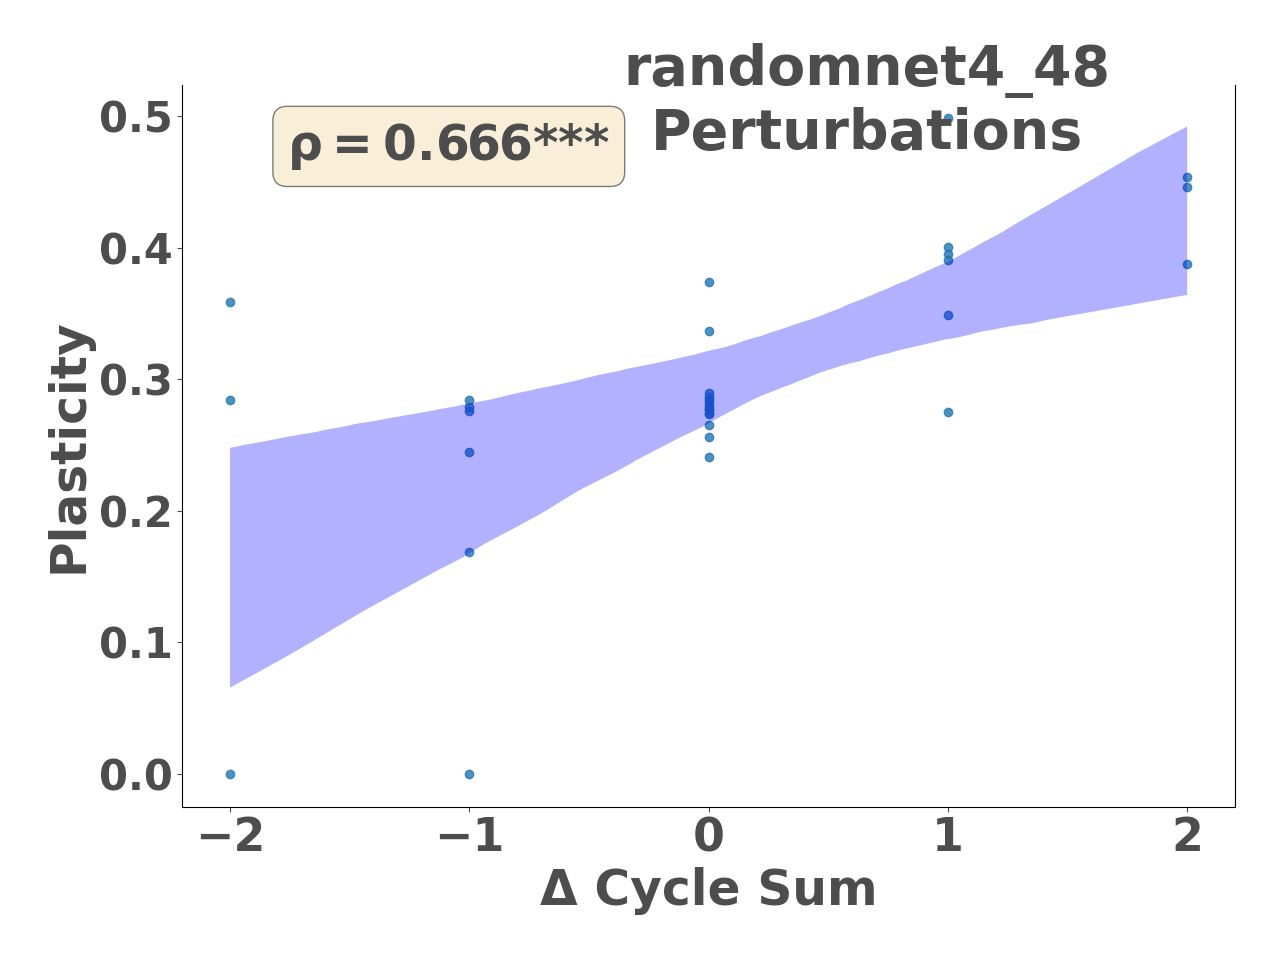 randomnet4_48
Perturbations
ρ = 0.666***
Plasticity
0.5
0.4
0.3
0.2
0.1
0.0
−2 −1 0 1 2
Δ Cycle Sum